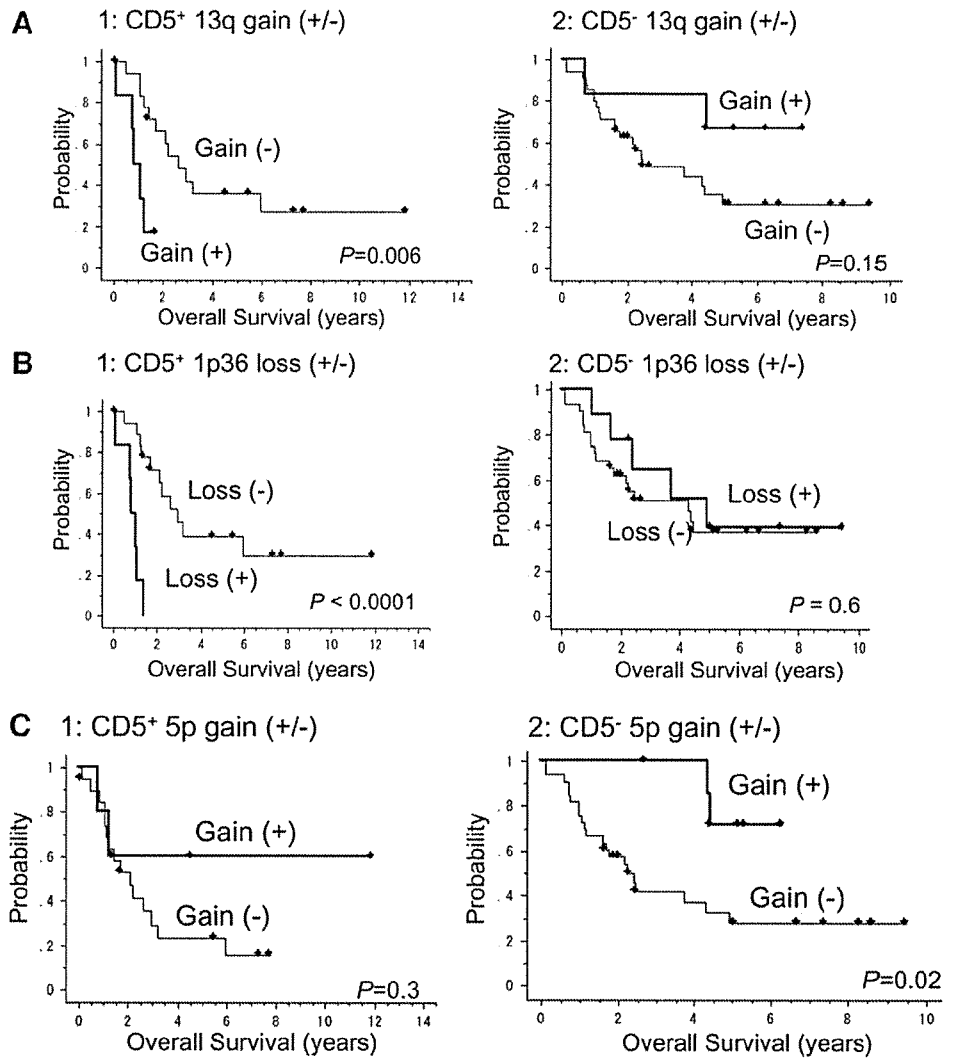 A
1: CD5⁺ 13q gain (+/-)
2: CD5⁻ 13q gain (+/-)
Probability
1
.8
.6
.4
.2
0
Gain (-)
Gain (+)
P=0.006
0 2 4 6 8 10 12 14
Overall Survival (years)
Probability
1
.8
.6
.4
.2
0
Gain (+)
Gain (-)
P=0.15
0 2 4 6 8 10
Overall Survival (years)
B
1: CD5⁺ 1p36 loss (+/-)
2: CD5⁻ 1p36 loss (+/-)
Probability
1
.8
.6
.4
.2
0
Loss (-)
Loss (+)
P < 0.0001
0 2 4 6 8 10 12 14
Overall Survival (years)
Probability
1
.8
.6
.4
.2
0
Loss (+)
Loss (-)
P = 0.6
0 2 4 6 8 10
Overall Survival (years)
C
1: CD5⁺ 5p gain (+/-)
2: CD5⁻ 5p gain (+/-)
Probability
1
.8
.6
.4
.2
0
Gain (+)
Gain (-)
P=0.3
0 2 4 6 8 10 12 14
Overall Survival (years)
Probability
1
.8
.6
.4
.2
0
Gain (+)
Gain (-)
P=0.02
0 2 4 6 8 10
Overall Survival (years)